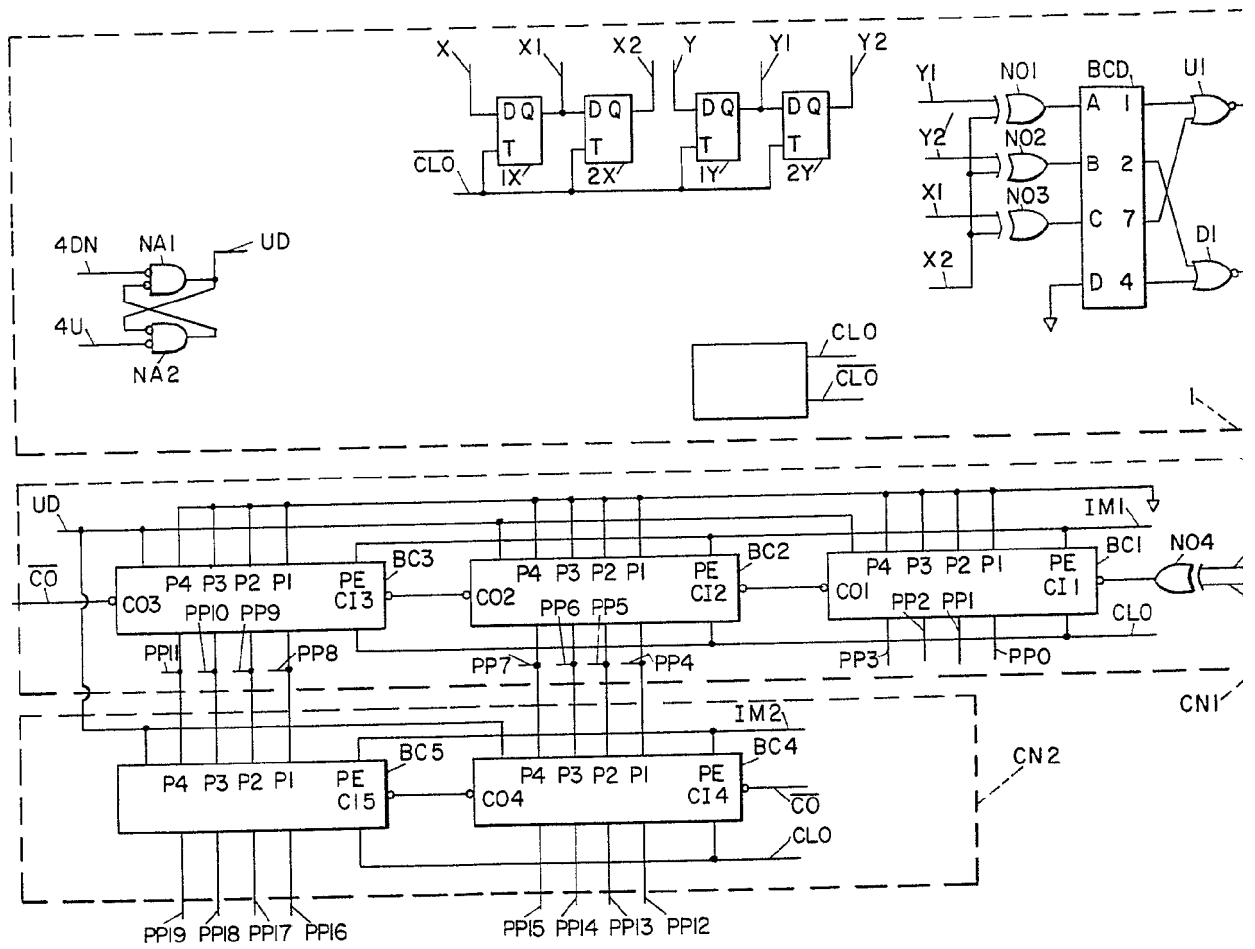 X X1 X2 Y Y1 Y2
Y1 NO1 BCD U1
D Q D Q D Q D Q
A 1
T T T T
Y2 NO2
CLO
1X 2X 1Y 2Y
B 2
X1 NO3
C 7
4DN NA1 UD
X2
D1
D 4
4U
NA2
CLO
CLO
1
UD
IM1
P4 P3 P2 P1 PE BC3
P4 P3 P2 P1 PE BC2
P4 P3 P2 P1 PE BC1
NO4
CO
CO3 CI3 CO2 CI2 CO1 CI1
PP10 PP9 PP6 PP5 PP2 PP1
CLO
PP11 PP8 PP7 PP4 PP3 PP0
CN1
IM2
P4 P3 P2 P1 PE BC5
P4 P3 P2 P1 PE BC4
CN2
CI5 CO4 CI4
CO
CLO
PP19 PP18 PP17 PP16 PP15 PP14 PP13 PP12